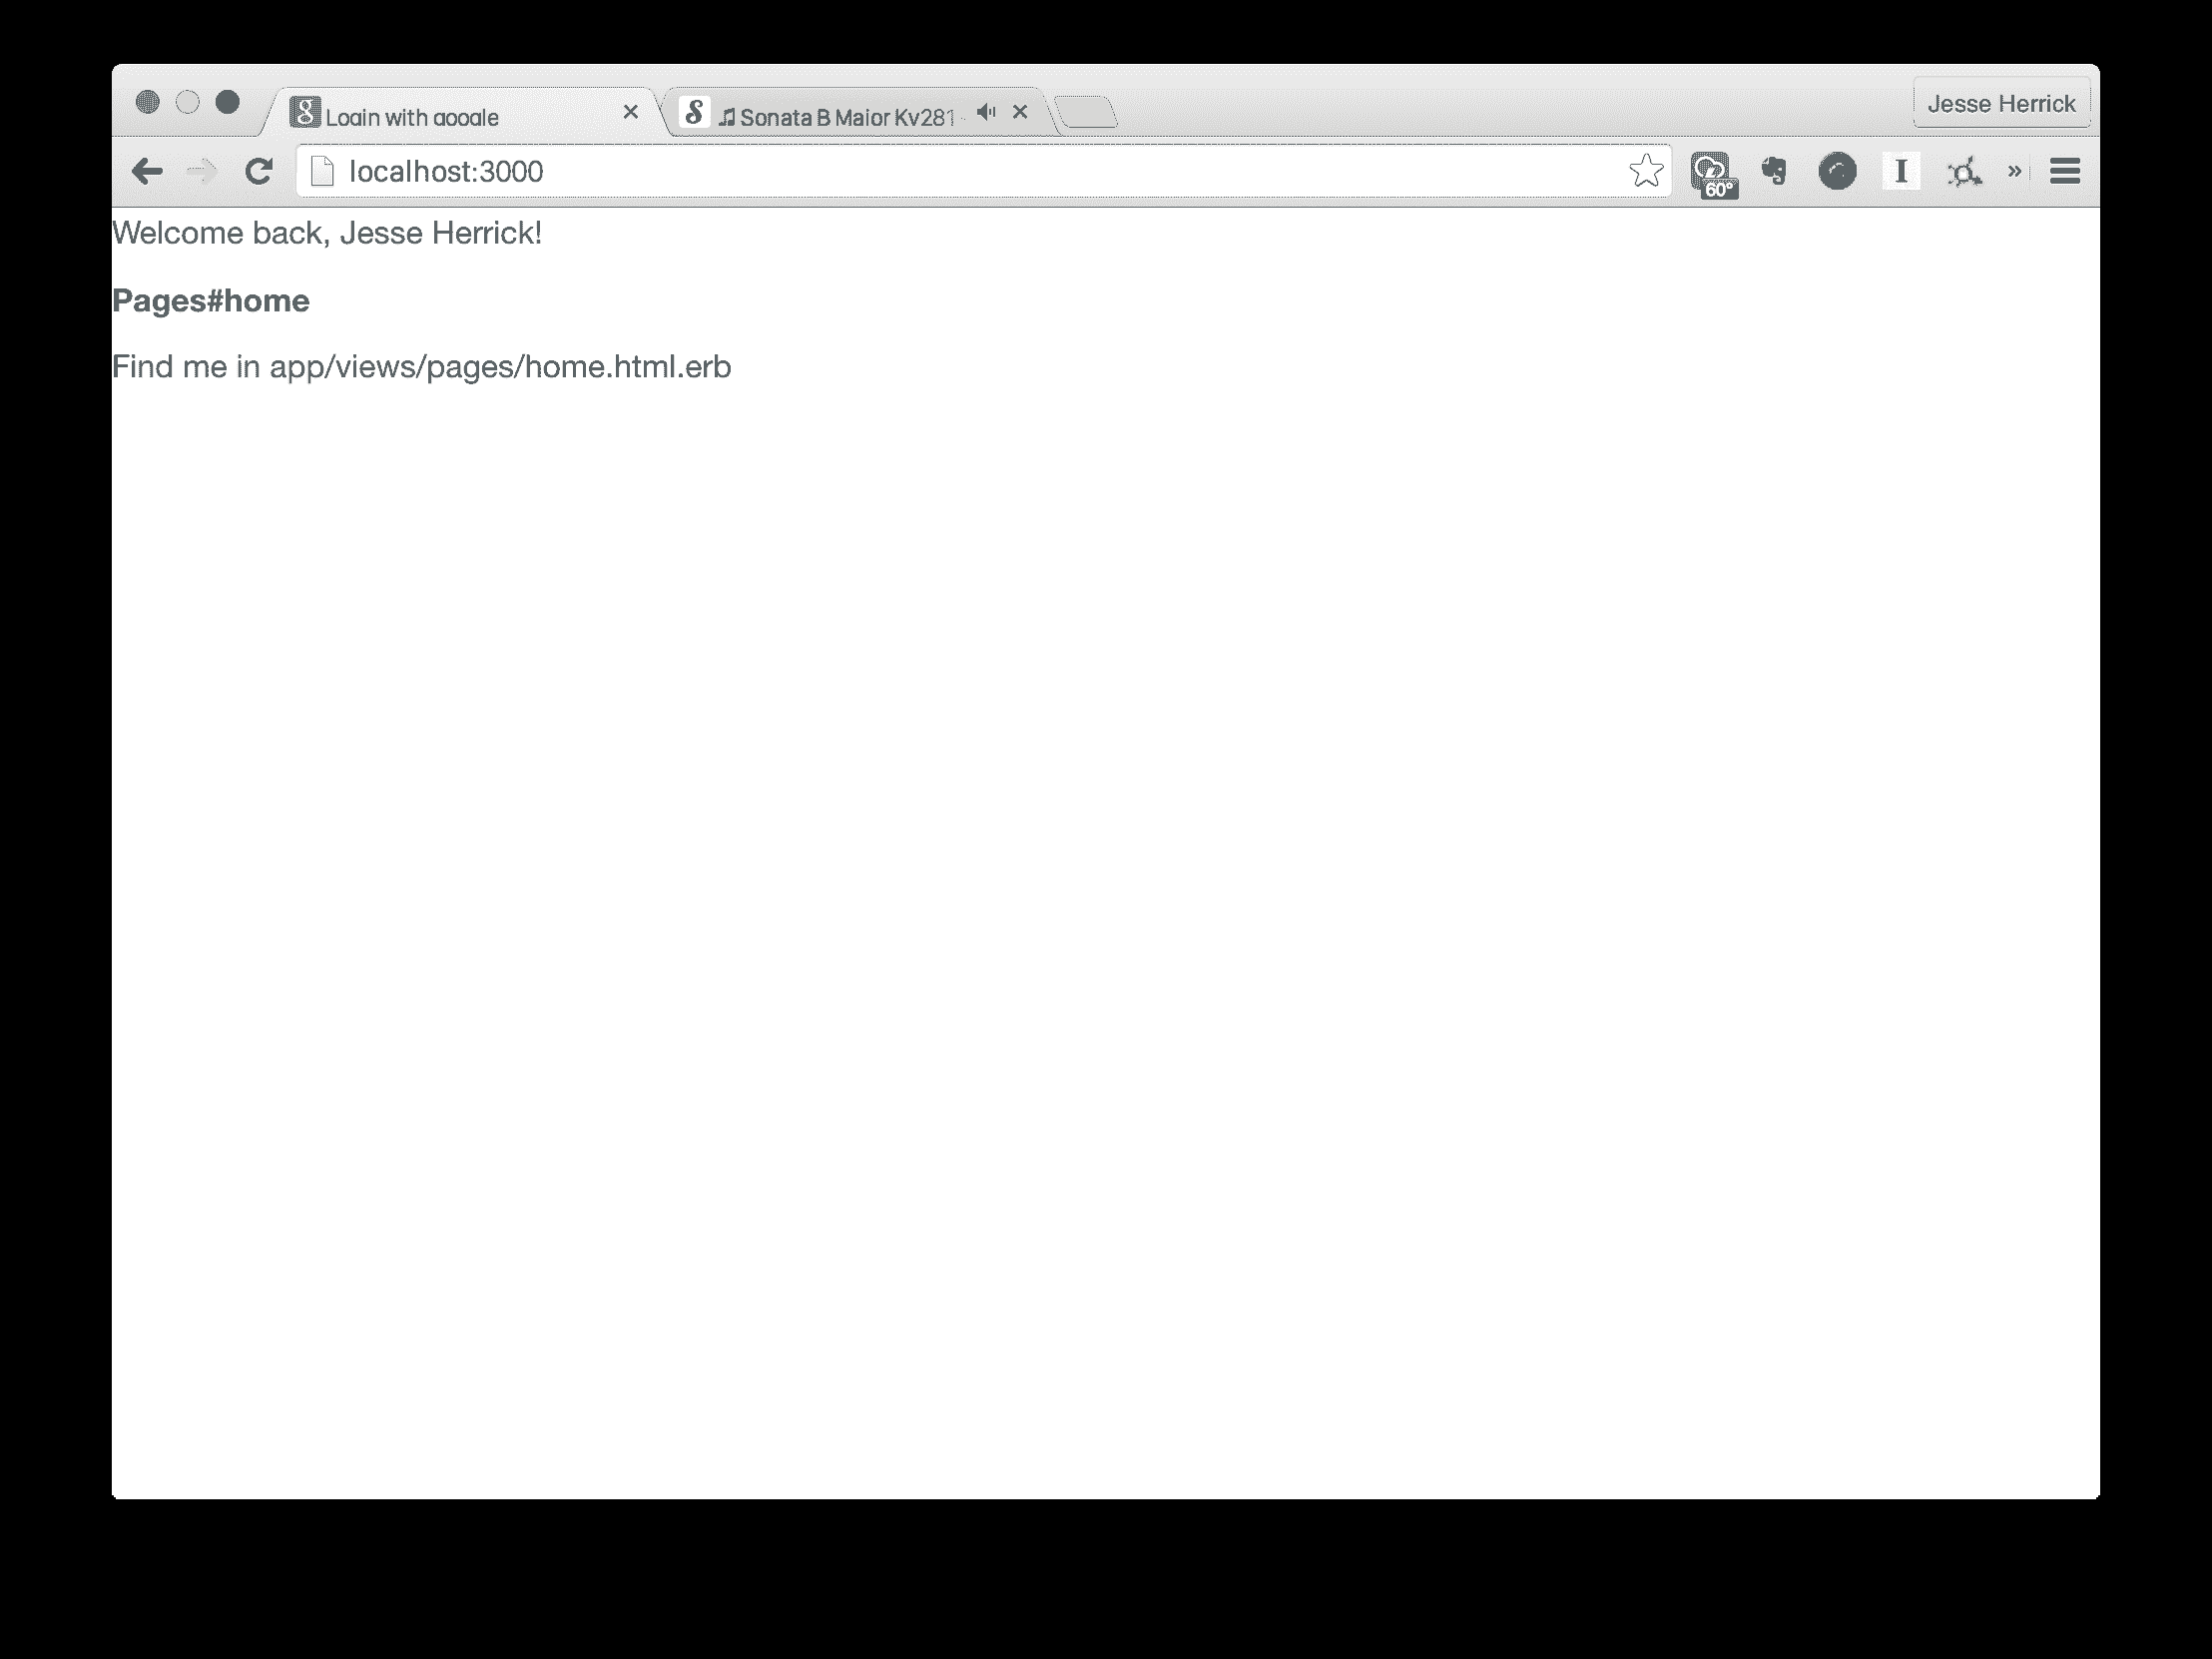 Login with google
♫ Sonata B Major Kv281
Jesse Herrick
localhost:3000
60°
Welcome back, Jesse Herrick!
Pages#home
Find me in app/views/pages/home.html.erb